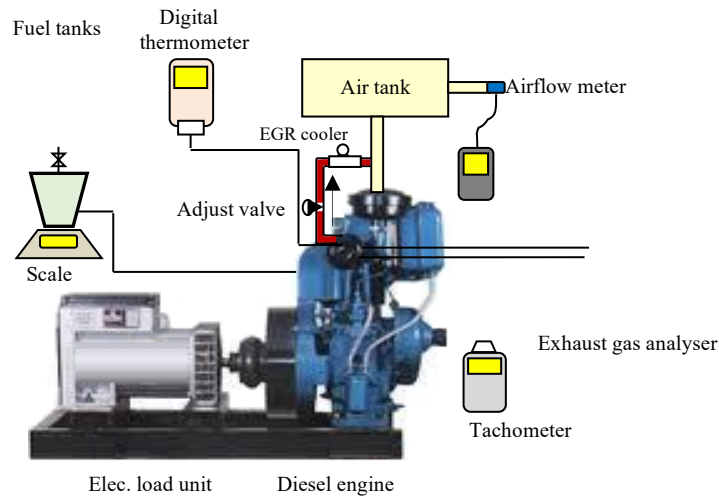 Fuel tanks
Digital
thermometer
Air tank
Airflow meter
EGR cooler
Adjust valve
Scale
Exhaust gas analyser
Tachometer
Elec. load unit
Diesel engine